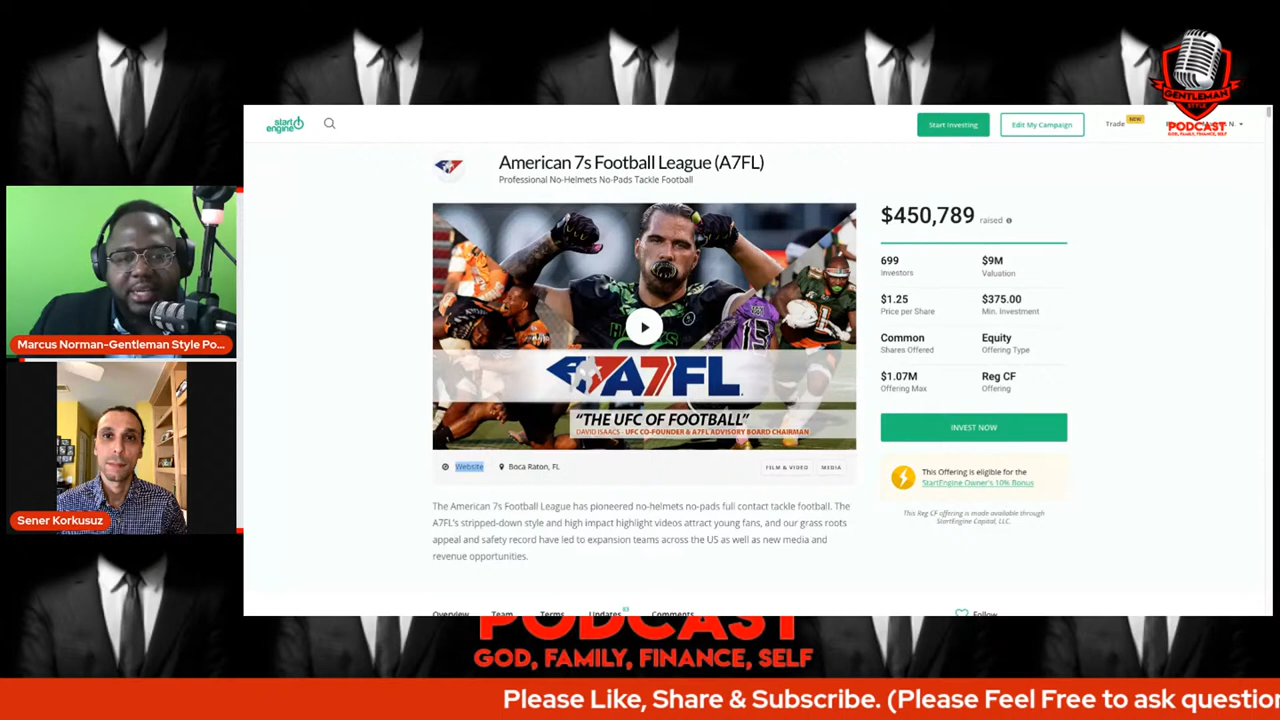 GENTLEMAN
STYLE
PODCAST
GOD, FAMILY, FINANCE, SELF
start
engine
Start Investing
Edit My Campaign
Trade
NEW
N.
American 7s Football League (A7FL)
Professional No-Helmets No-Pads Tackle Football
$450,789 raised
699
Investors
$9M
Valuation
$1.25
Price per Share
$375.00
Min. Investment
Common
Shares Offered
Equity
Offering Type
$1.07M
Offering Max
Reg CF
Offering
INVEST NOW
This Offering is eligible for the
StartEngine Owner's 10% Bonus
This Reg CF offering is made available through
StartEngine Capital, LLC.
13
A7FL
"THE UFC OF FOOTBALL"
DAVID ISAACS - UFC CO-FOUNDER & A7FL ADVISORY BOARD CHAIRMAN
Website
Boca Raton, FL
FILM & VIDEO
MEDIA
The American 7s Football League has pioneered no-helmets no-pads full contact tackle football. The
A7FL's stripped-down style and high impact highlight videos attract young fans, and our grass roots
appeal and safety record have led to expansion teams across the US as well as new media and
revenue opportunities.
Overview
Team
Terms
Updates
Comments
Follow
Marcus Norman-Gentleman Style Po...
Sener Korkusuz
PODCAST
GOD, FAMILY, FINANCE, SELF
Please Like, Share & Subscribe. (Please Feel Free to ask question